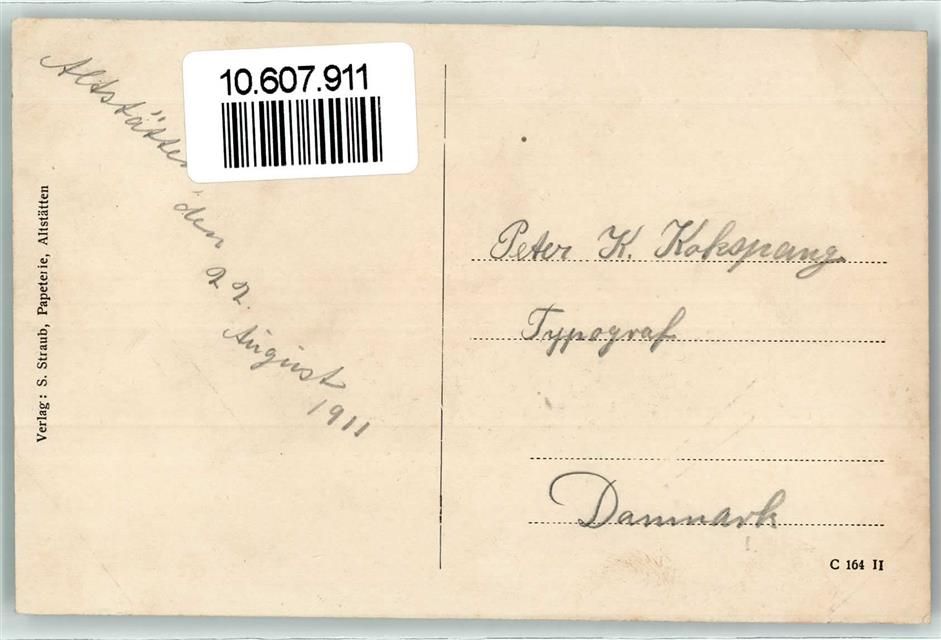 10.607.911
Altstätten
den
22.
August
1911
Verlag: S. Straub, Papeterie, Altstätten
Peter K. Kokspang
Typograf
Danmark
C 164 II